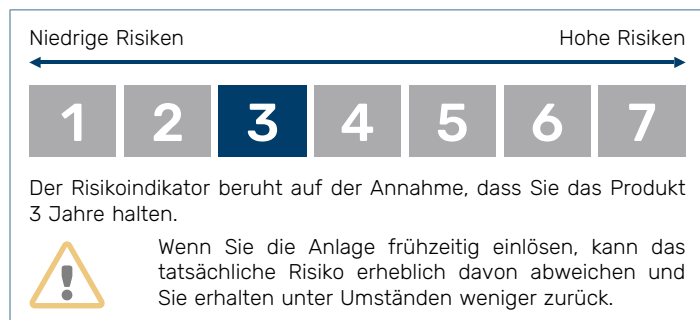 Niedrige Risiken Hohe Risiken
1 2 3 4 5 6 7
Der Risikoindikator beruht auf der Annahme, dass Sie das Produkt
3 Jahre halten.
Wenn Sie die Anlage frühzeitig einlösen, kann das
tatsächliche Risiko erheblich davon abweichen und
Sie erhalten unter Umständen weniger zurück.